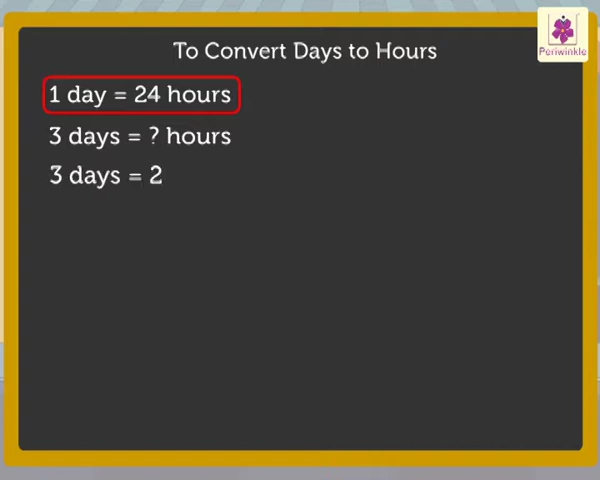 Periwinkle
To Convert Days to Hours
1 day = 24 hours
3 days = ? hours
3 days = 2